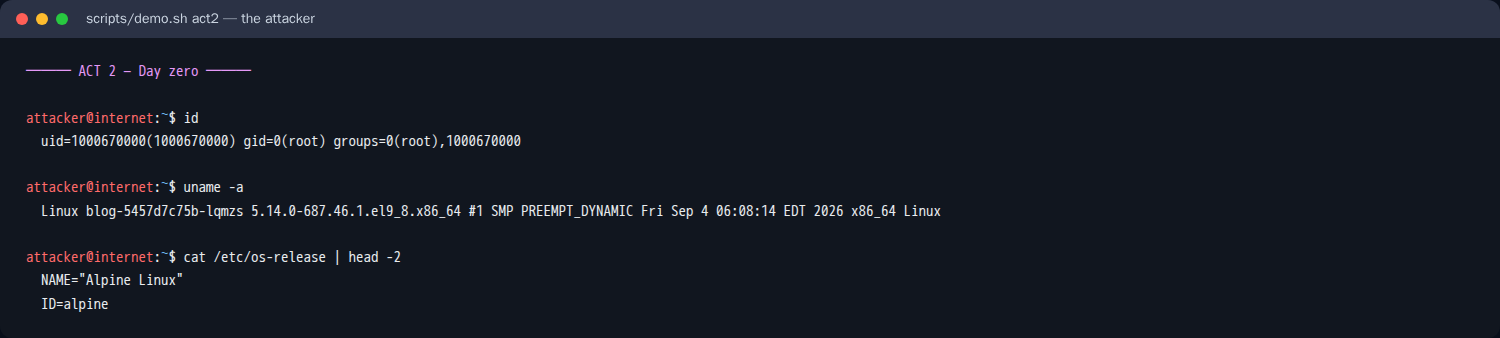 scripts/demo.sh act2 — the attacker
────── ACT 2 — Day zero ──────
attacker@internet:~$ id
uid=1000670000(1000670000) gid=0(root) groups=0(root),1000670000
attacker@internet:~$ uname -a
Linux blog-5457d7c75b-lqmzs 5.14.0-687.46.1.el9_8.x86_64 #1 SMP PREEMPT_DYNAMIC Fri Sep 4 06:08:14 EDT 2026 x86_64 Linux
attacker@internet:~$ cat /etc/os-release | head -2
NAME="Alpine Linux"
ID=alpine